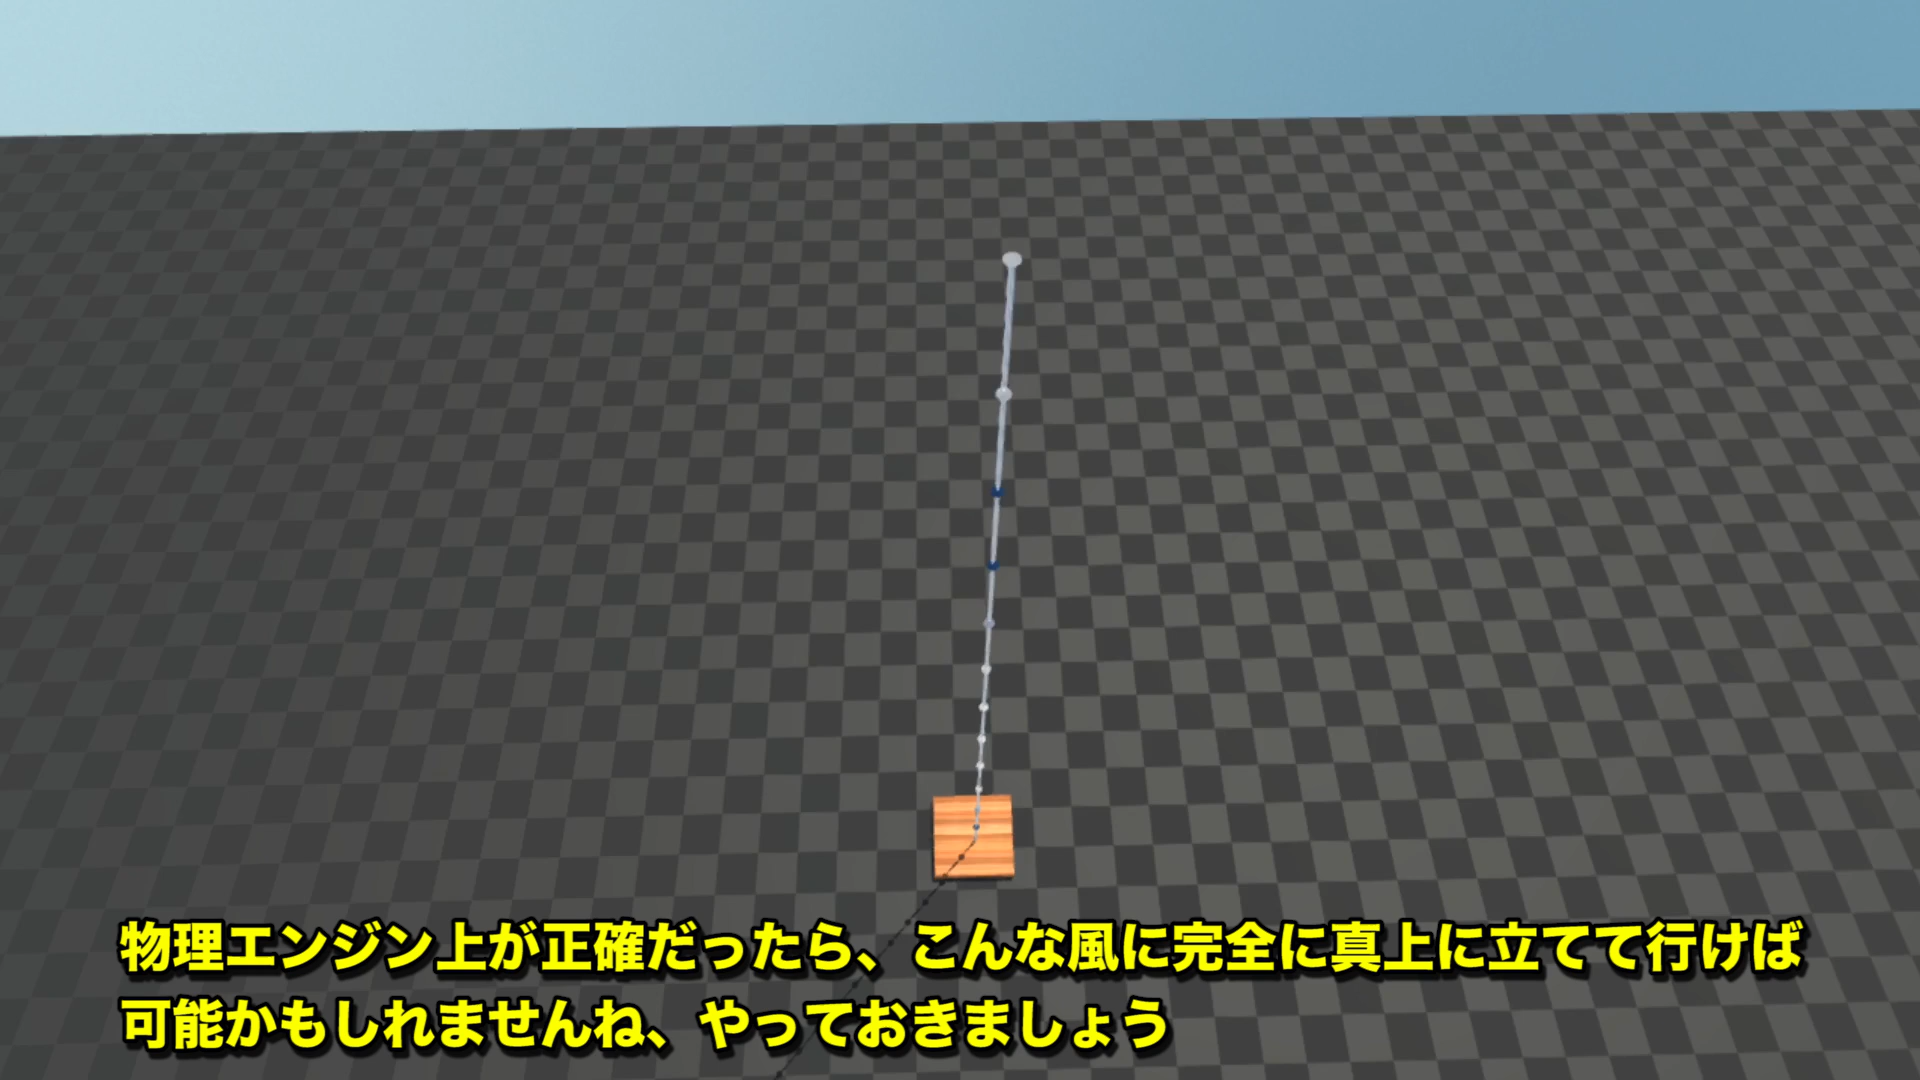 物理エンジン上が正確だったら、こんな風に完全に真上に立てて行けば
可能かもしれませんね、やっておきましょう